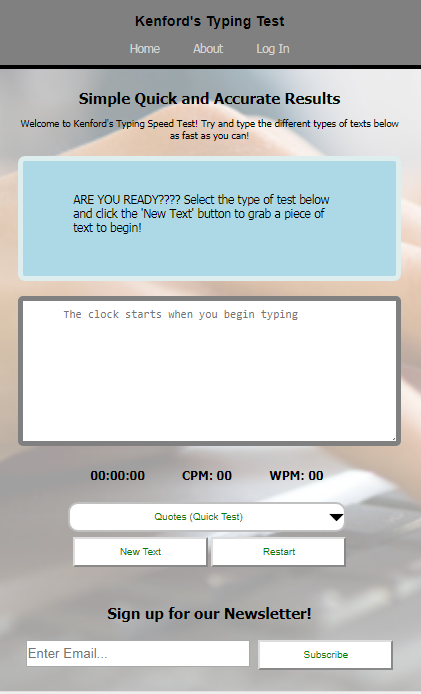 Kenford's Typing Test
Home About Log In
Simple Quick and Accurate Results
Welcome to Kenford's Typing Speed Test! Try and type the different types of texts below
as fast as you can!
ARE YOU READY???? Select the type of test below
and click the 'New Text' button to grab a piece of
text to begin!
The clock starts when you begin typing
00:00:00 CPM: 00 WPM: 00
Quotes (Quick Test)
New Text Restart
Sign up for our Newsletter!
Enter Email... Subscribe